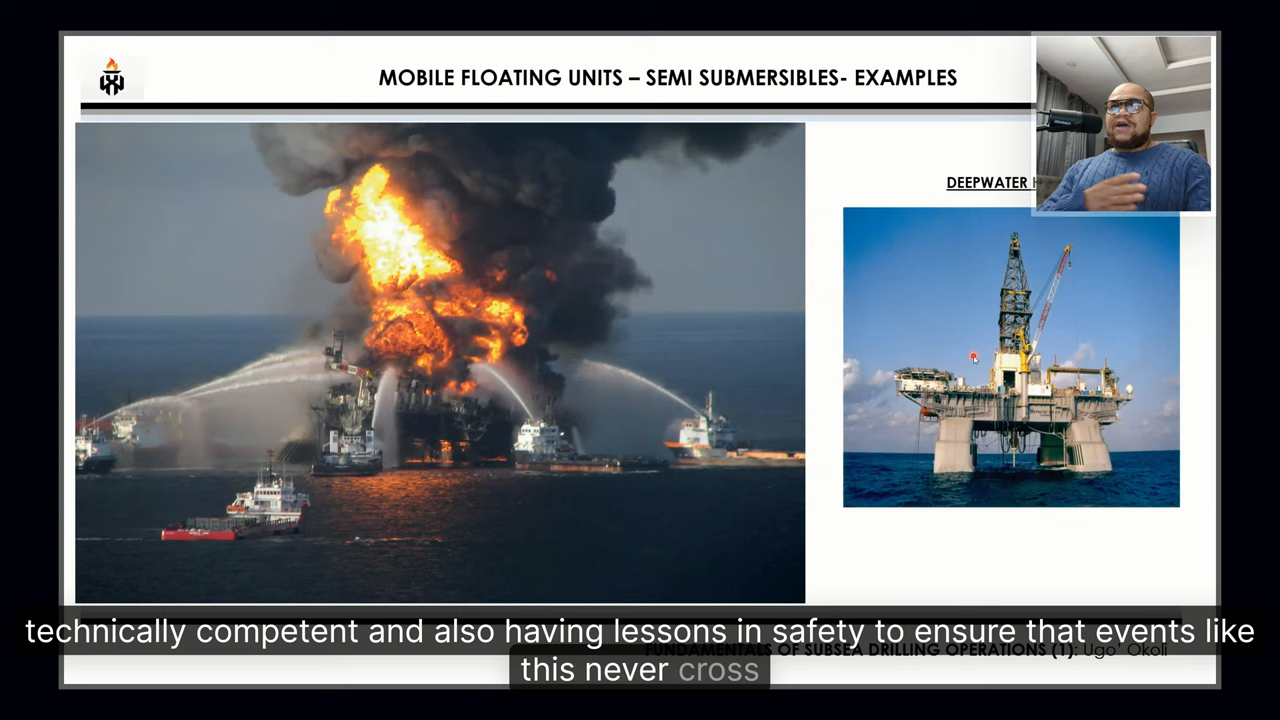 MOBILE FLOATING UNITS – SEMI SUBMERSIBLES- EXAMPLES
DEEPWATER
technically competent and also having lessons in safety to ensure that events like
this never cross
FUNDAMENTALS OF SUBSEA DRILLING OPERATIONS (1): Ugo' Okoli